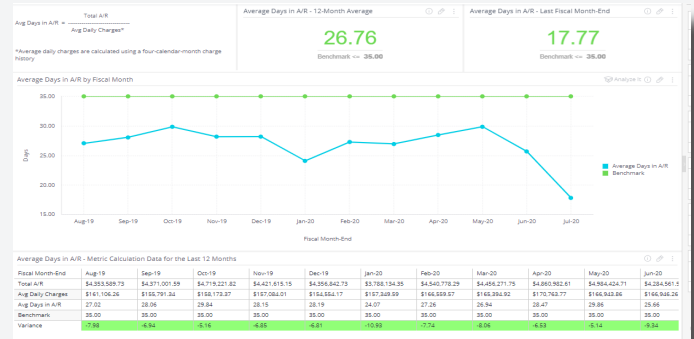 Total A/R
Avg Days in A/R =
Avg Daily Charges*
*Average daily charges are calculated using a four-calendar-month charge
history
Average Days in A/R - 12-Month Average
26.76
Benchmark <= 35.00
Average Days in A/R - Last Fiscal Month-End
17.77
Benchmark <= 35.00
Average Days in A/R by Fiscal Month
Analyze It
35.00
30.00
25.00
20.00
15.00
Days
Aug-19 Sep-19 Oct-19 Nov-19 Dec-19 Jan-20 Feb-20 Mar-20 Apr-20 May-20 Jun-20 Jul-20
Fiscal Month-End
Average Days in A/R
Benchmark
Average Days in A/R - Metric Calculation Data for the Last 12 Months
Fiscal Month-End Aug-19 Sep-19 Oct-19 Nov-19 Dec-19 Jan-20 Feb-20 Mar-20 Apr-20 May-20 Jun-20
Total A/R $4,353,589.73 $4,371,001.59 $4,719,221.82 $4,421,615.15 $4,356,842.73 $3,788,134.35 $4,540,778.29 $4,456,271.75 $4,860,982.61 $4,984,424.71 $4,284,561.5
Avg Daily Charges $161,106.26 $155,791.34 $158,173.37 $157,084.01 $154,554.17 $157,349.59 $166,559.57 $165,394.92 $170,763.77 $166,943.86 $166,946.26
Avg Days in A/R 27.02 28.06 29.84 28.15 28.19 24.07 27.26 26.94 28.47 29.86 25.66
Benchmark 35.00 35.00 35.00 35.00 35.00 35.00 35.00 35.00 35.00 35.00 35.00
Variance -7.98 -6.94 -5.16 -6.85 -6.81 -10.93 -7.74 -8.06 -6.53 -5.14 -9.34